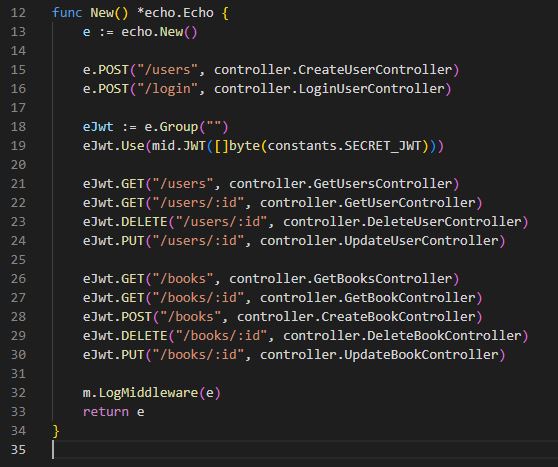 12 func New() *echo.Echo {
13     e := echo.New()
14
15     e.POST("/users", controller.CreateUserController)
16     e.POST("/login", controller.LoginUserController)
17
18     eJwt := e.Group("")
19     eJwt.Use(mid.JWT([]byte(constants.SECRET_JWT)))
20
21     eJwt.GET("/users", controller.GetUsersController)
22     eJwt.GET("/users/:id", controller.GetUserController)
23     eJwt.DELETE("/users/:id", controller.DeleteUserController)
24     eJwt.PUT("/users/:id", controller.UpdateUserController)
25
26     eJwt.GET("/books", controller.GetBooksController)
27     eJwt.GET("/books/:id", controller.GetBookController)
28     eJwt.POST("/books", controller.CreateBookController)
29     eJwt.DELETE("/books/:id", controller.DeleteBookController)
30     eJwt.PUT("/books/:id", controller.UpdateBookController)
31
32     m.LogMiddleware(e)
33     return e
34 }
35